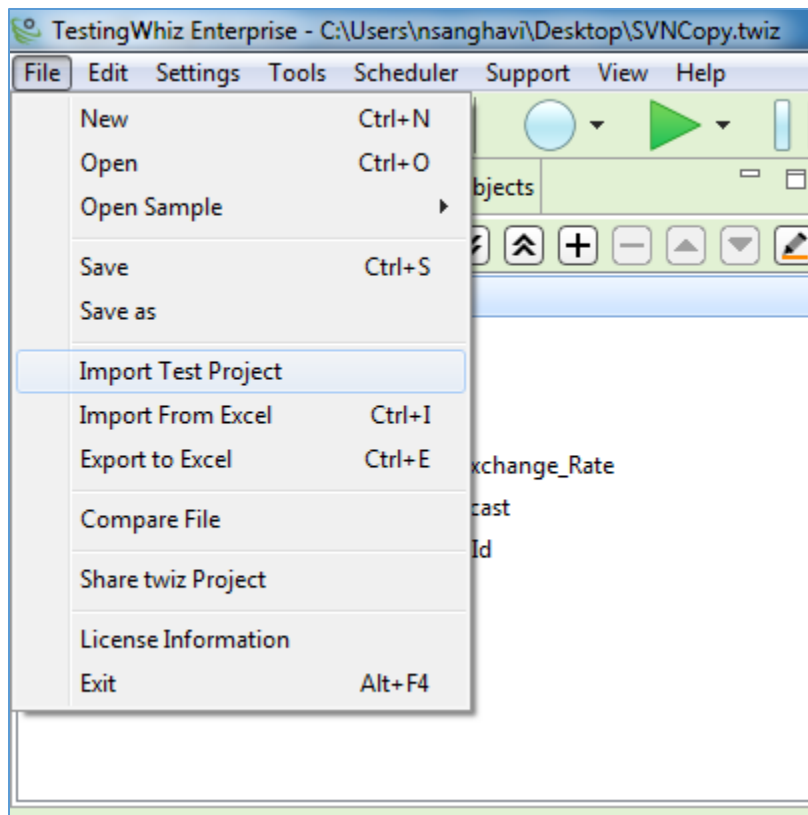 TestingWhiz Enterprise - C:\Users\nsanghavi\Desktop\SVNCopy.twiz
File Edit Settings Tools Scheduler Support View Help
New Ctrl+N
Open Ctrl+O
bjects
Open Sample
Save Ctrl+S
Save as
Import Test Project
Import From Excel Ctrl+I
Export to Excel Ctrl+E
xchange_Rate
cast
Compare File
Id
Share twiz Project
License Information
Exit Alt+F4